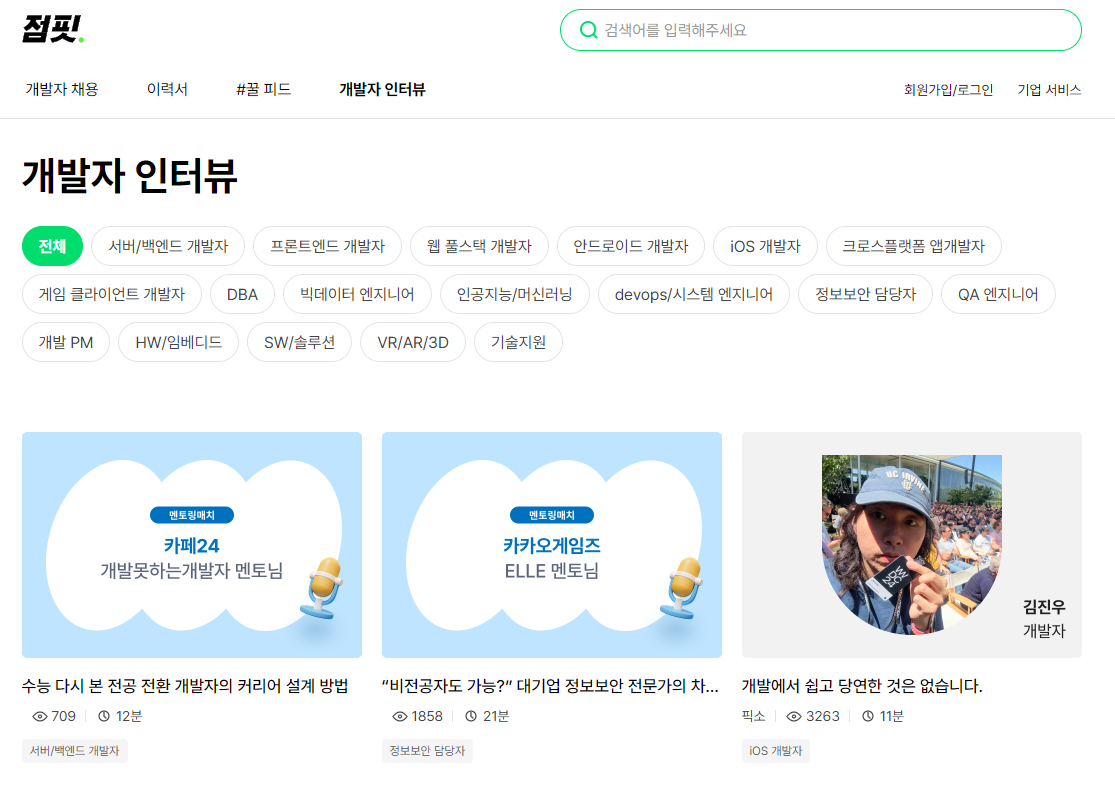 점핏.
검색어를 입력해주세요
개발자 채용 이력서 #꿀 피드 개발자 인터뷰 회원가입/로그인 기업 서비스
개발자 인터뷰
전체 서버/백엔드 개발자 프론트엔드 개발자 웹 풀스택 개발자 안드로이드 개발자 iOS 개발자 크로스플랫폼 앱개발자
게임 클라이언트 개발자 DBA 빅데이터 엔지니어 인공지능/머신러닝 devops/시스템 엔지니어 정보보안 담당자 QA 엔지니어
개발 PM HW/임베디드 SW/솔루션 VR/AR/3D 기술지원
멘토링매치
카페24
개발못하는개발자 멘토님
수능 다시 본 전공 전환 개발자의 커리어 설계 방법
709 12분
서버/백엔드 개발자
멘토링매치
카카오게임즈
ELLE 멘토님
“비전공자도 가능?” 대기업 정보보안 전문가의 차...
1858 21분
정보보안 담당자
UC IRVINE
김진우
개발자
개발에서 쉽고 당연한 것은 없습니다.
픽소 3263 11분
iOS 개발자